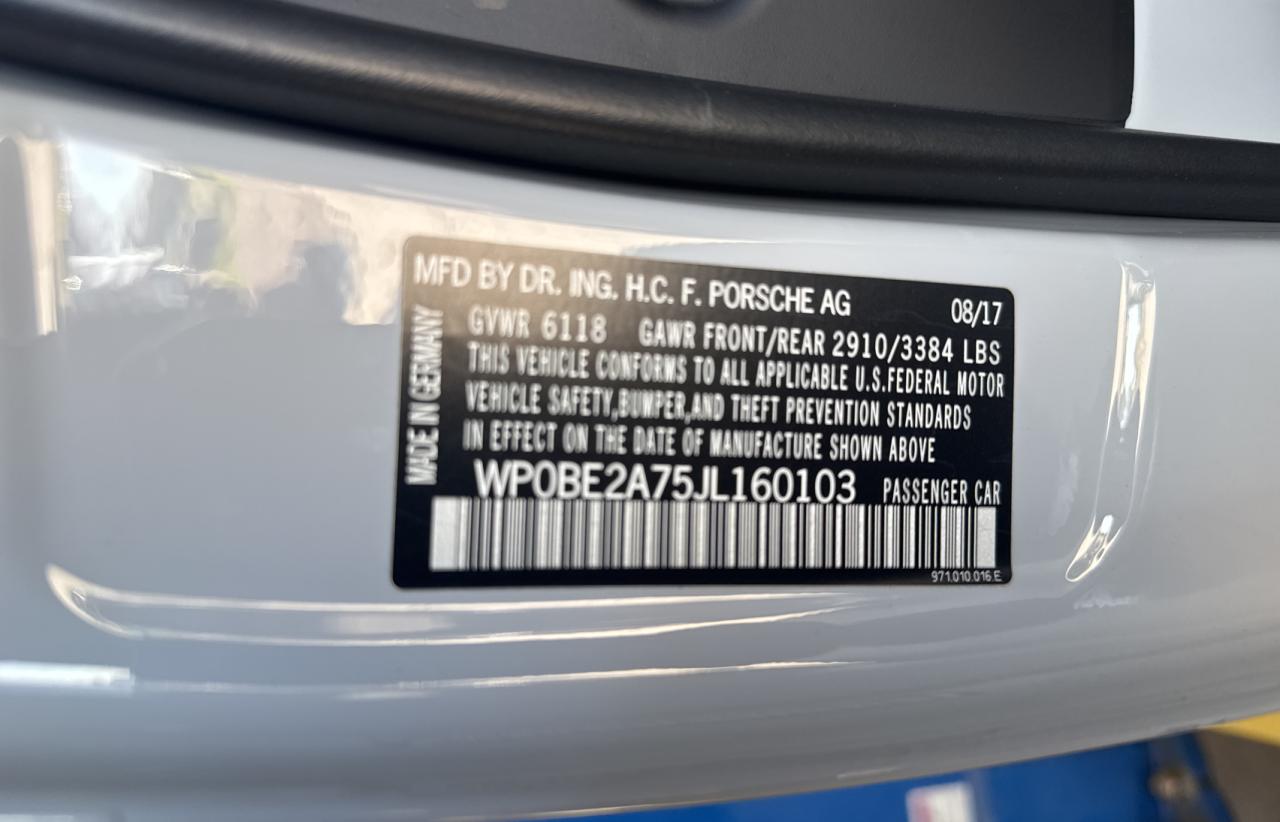 MFD BY DR. ING. H.C. F. PORSCHE AG 08/17
GVWR 6118 GAWR FRONT/REAR 2910/3384 LBS
THIS VEHICLE CONFORMS TO ALL APPLICABLE U.S.FEDERAL MOTOR
VEHICLE SAFETY,BUMPER,AND THEFT PREVENTION STANDARDS
IN EFFECT ON THE DATE OF MANUFACTURE SHOWN ABOVE
WP0BE2A75JL160103 PASSENGER CAR
971.010.016.E
MADE IN GERMANY